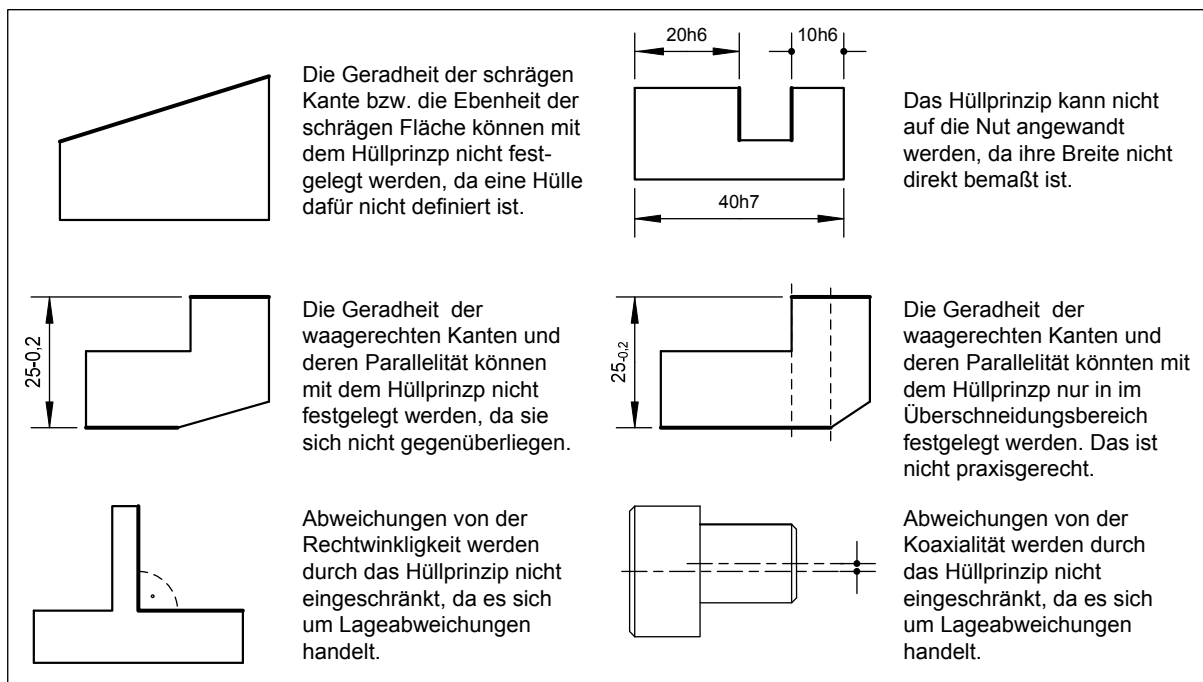 Die Geradheit der schrägen
Kante bzw. die Ebenheit der
schrägen Fläche können mit
dem Hüllprinzp nicht fest-
gelegt werden, da eine Hülle
dafür nicht definiert ist.
20h6
10h6
40h7
Das Hüllprinzip kann nicht
auf die Nut angewandt
werden, da ihre Breite nicht
direkt bemaßt ist.
25-0,2
Die Geradheit der
waagerechten Kanten und
deren Parallelität können
mit dem Hüllprinzp nicht
festgelegt werden, da sie
sich nicht gegenüberliegen.
25-0,2
Die Geradheit der
waagerechten Kanten und
deren Parallelität könnten mit
dem Hüllprinzp nur in im
Überschneidungsbereich
festgelegt werden. Das ist
nicht praxisgerecht.
Abweichungen von der
Rechtwinkligkeit werden
durch das Hüllprinzip nicht
eingeschränkt, da es sich
um Lageabweichungen
handelt.
Abweichungen von der
Koaxialität werden durch
das Hüllprinzip nicht
eingeschränkt, da es sich
um Lageabweichungen
handelt.